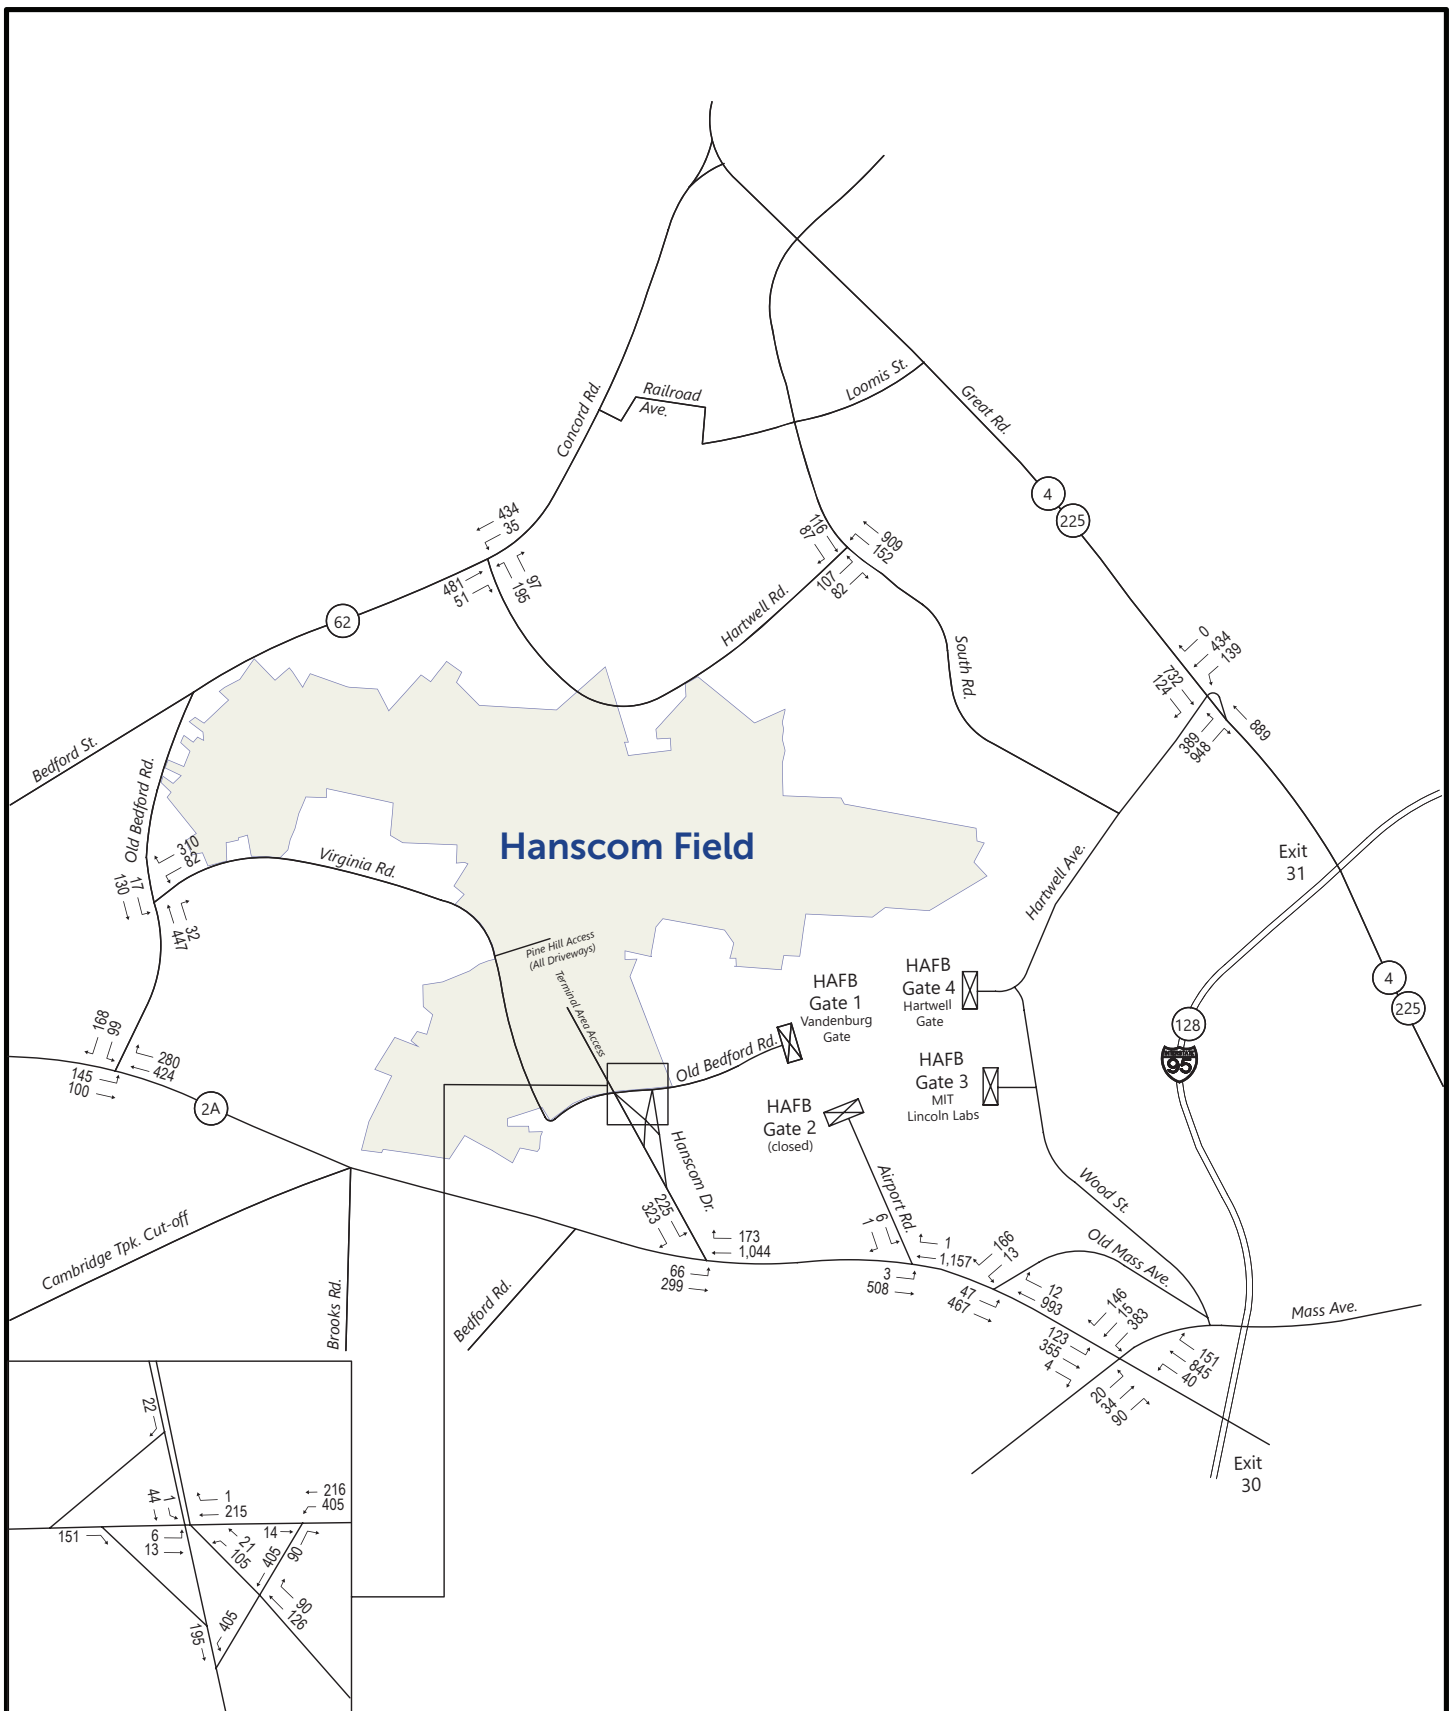 Concord Rd.
Railroad
Ave.
Loomis St.
Great Rd.
4
225
434
35
481
51
97
195
116
87
909
152
107
82
62
Hartwell Rd.
South Rd.
0
434
139
732
124
889
389
948
Bedford St.
Old Bedford Rd.
310
82
17
130
32
447
Virginia Rd.
Hanscom Field
Exit
31
Hartwell Ave.
Pine Hill Access
(All Driveways)
Terminal Area Access
HAFB
Gate 1
Vandenburg
Gate
HAFB
Gate 4
Hartwell
Gate
4
225
128
INTERSTATE
95
168
99
280
424
145
100
2A
Old Bedford Rd.
HAFB
Gate 3
MIT
Lincoln Labs
HAFB
Gate 2
(closed)
Hanscom Dr.
Airport Rd.
Wood St.
Old Mass Ave.
Mass Ave.
Cambridge Tpk. Cut-off
Brooks Rd.
Bedford Rd.
225
323
173
1,044
66
299
6
1
1
1,157
3
508
166
13
12
993
47
467
146
15
383
123
355
4
151
845
40
20
34
90
Exit
30
22
44
1
1
215
216
405
151
6
13
21
105
14
405
90
90
126
195
405